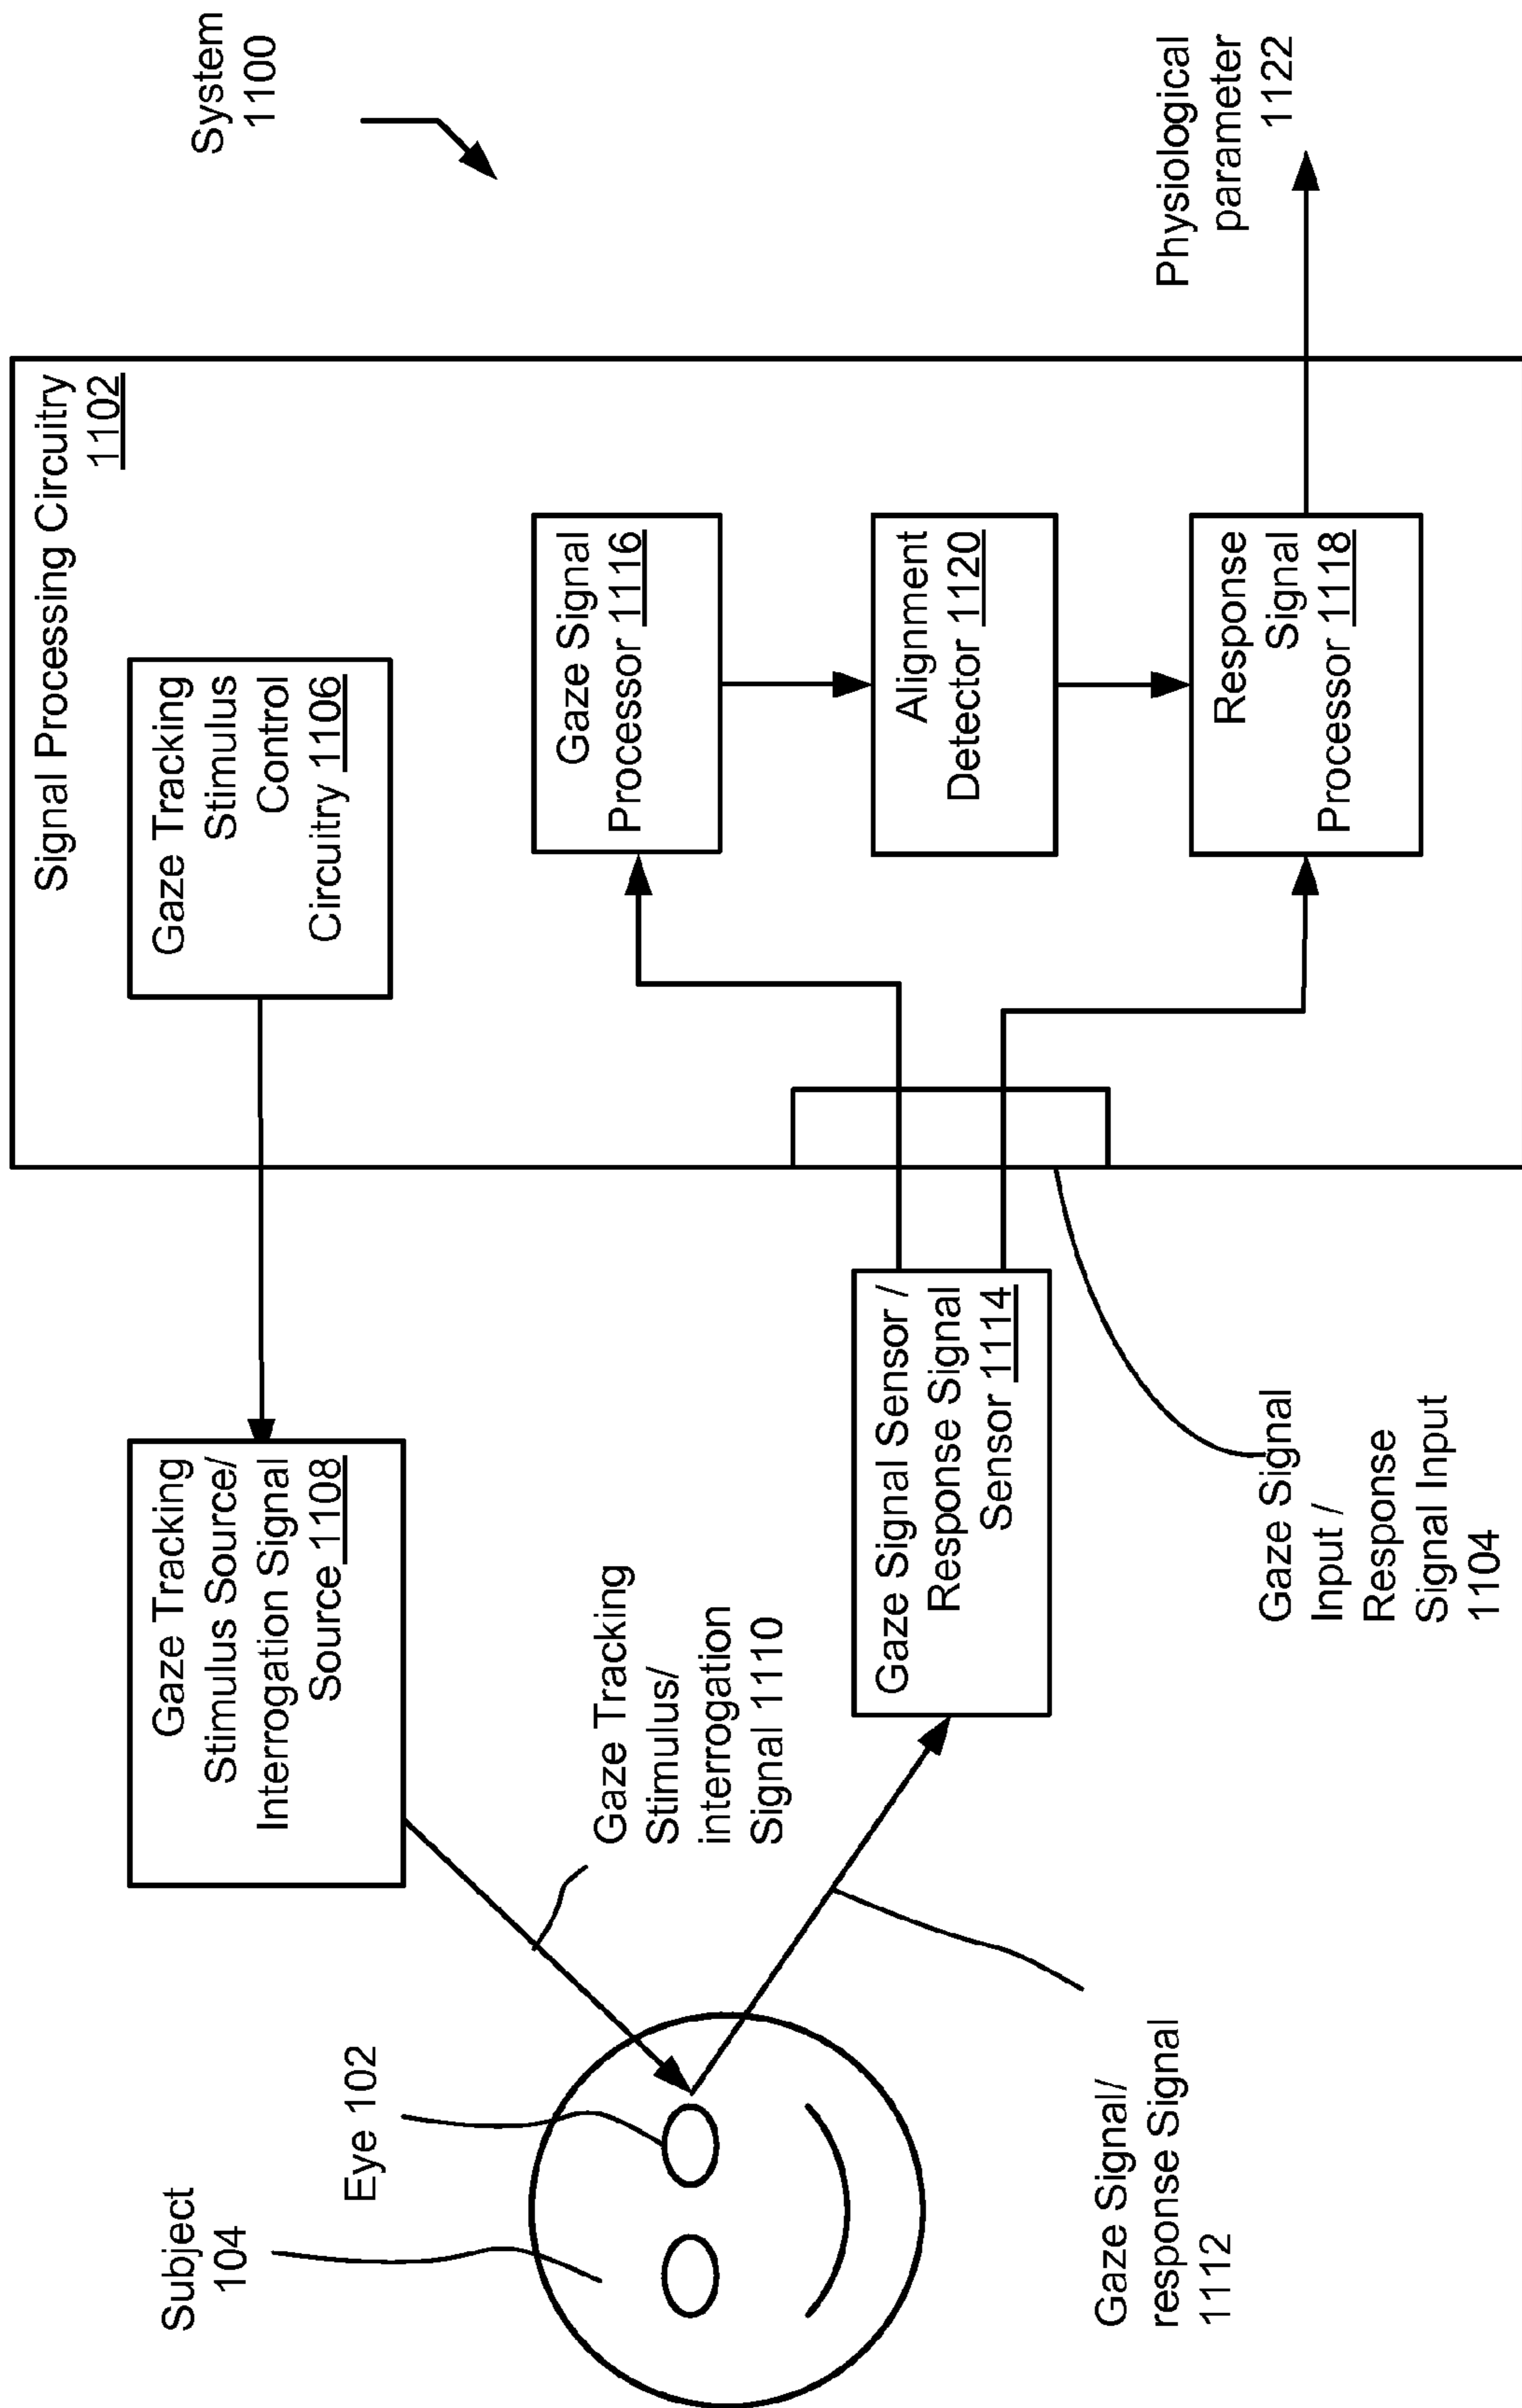 System
1100
Signal Processing Circuitry
1102
Gaze Tracking
Stimulus
Control
Circuitry 1106
Gaze Tracking
Stimulus Source/
Interrogation Signal
Source 1108
Subject
104
Eye 102
Gaze Tracking
Stimulus/
interrogation
Signal 1110
Gaze Signal
Processor 1116
Alignment
Detector 1120
Response
Signal
Processor 1118
Physiological
parameter
1122
Gaze Signal Sensor /
Response Signal
Sensor 1114
Gaze Signal/
response Signal
1112
Gaze Signal
Input /
Response
Signal Input
1104